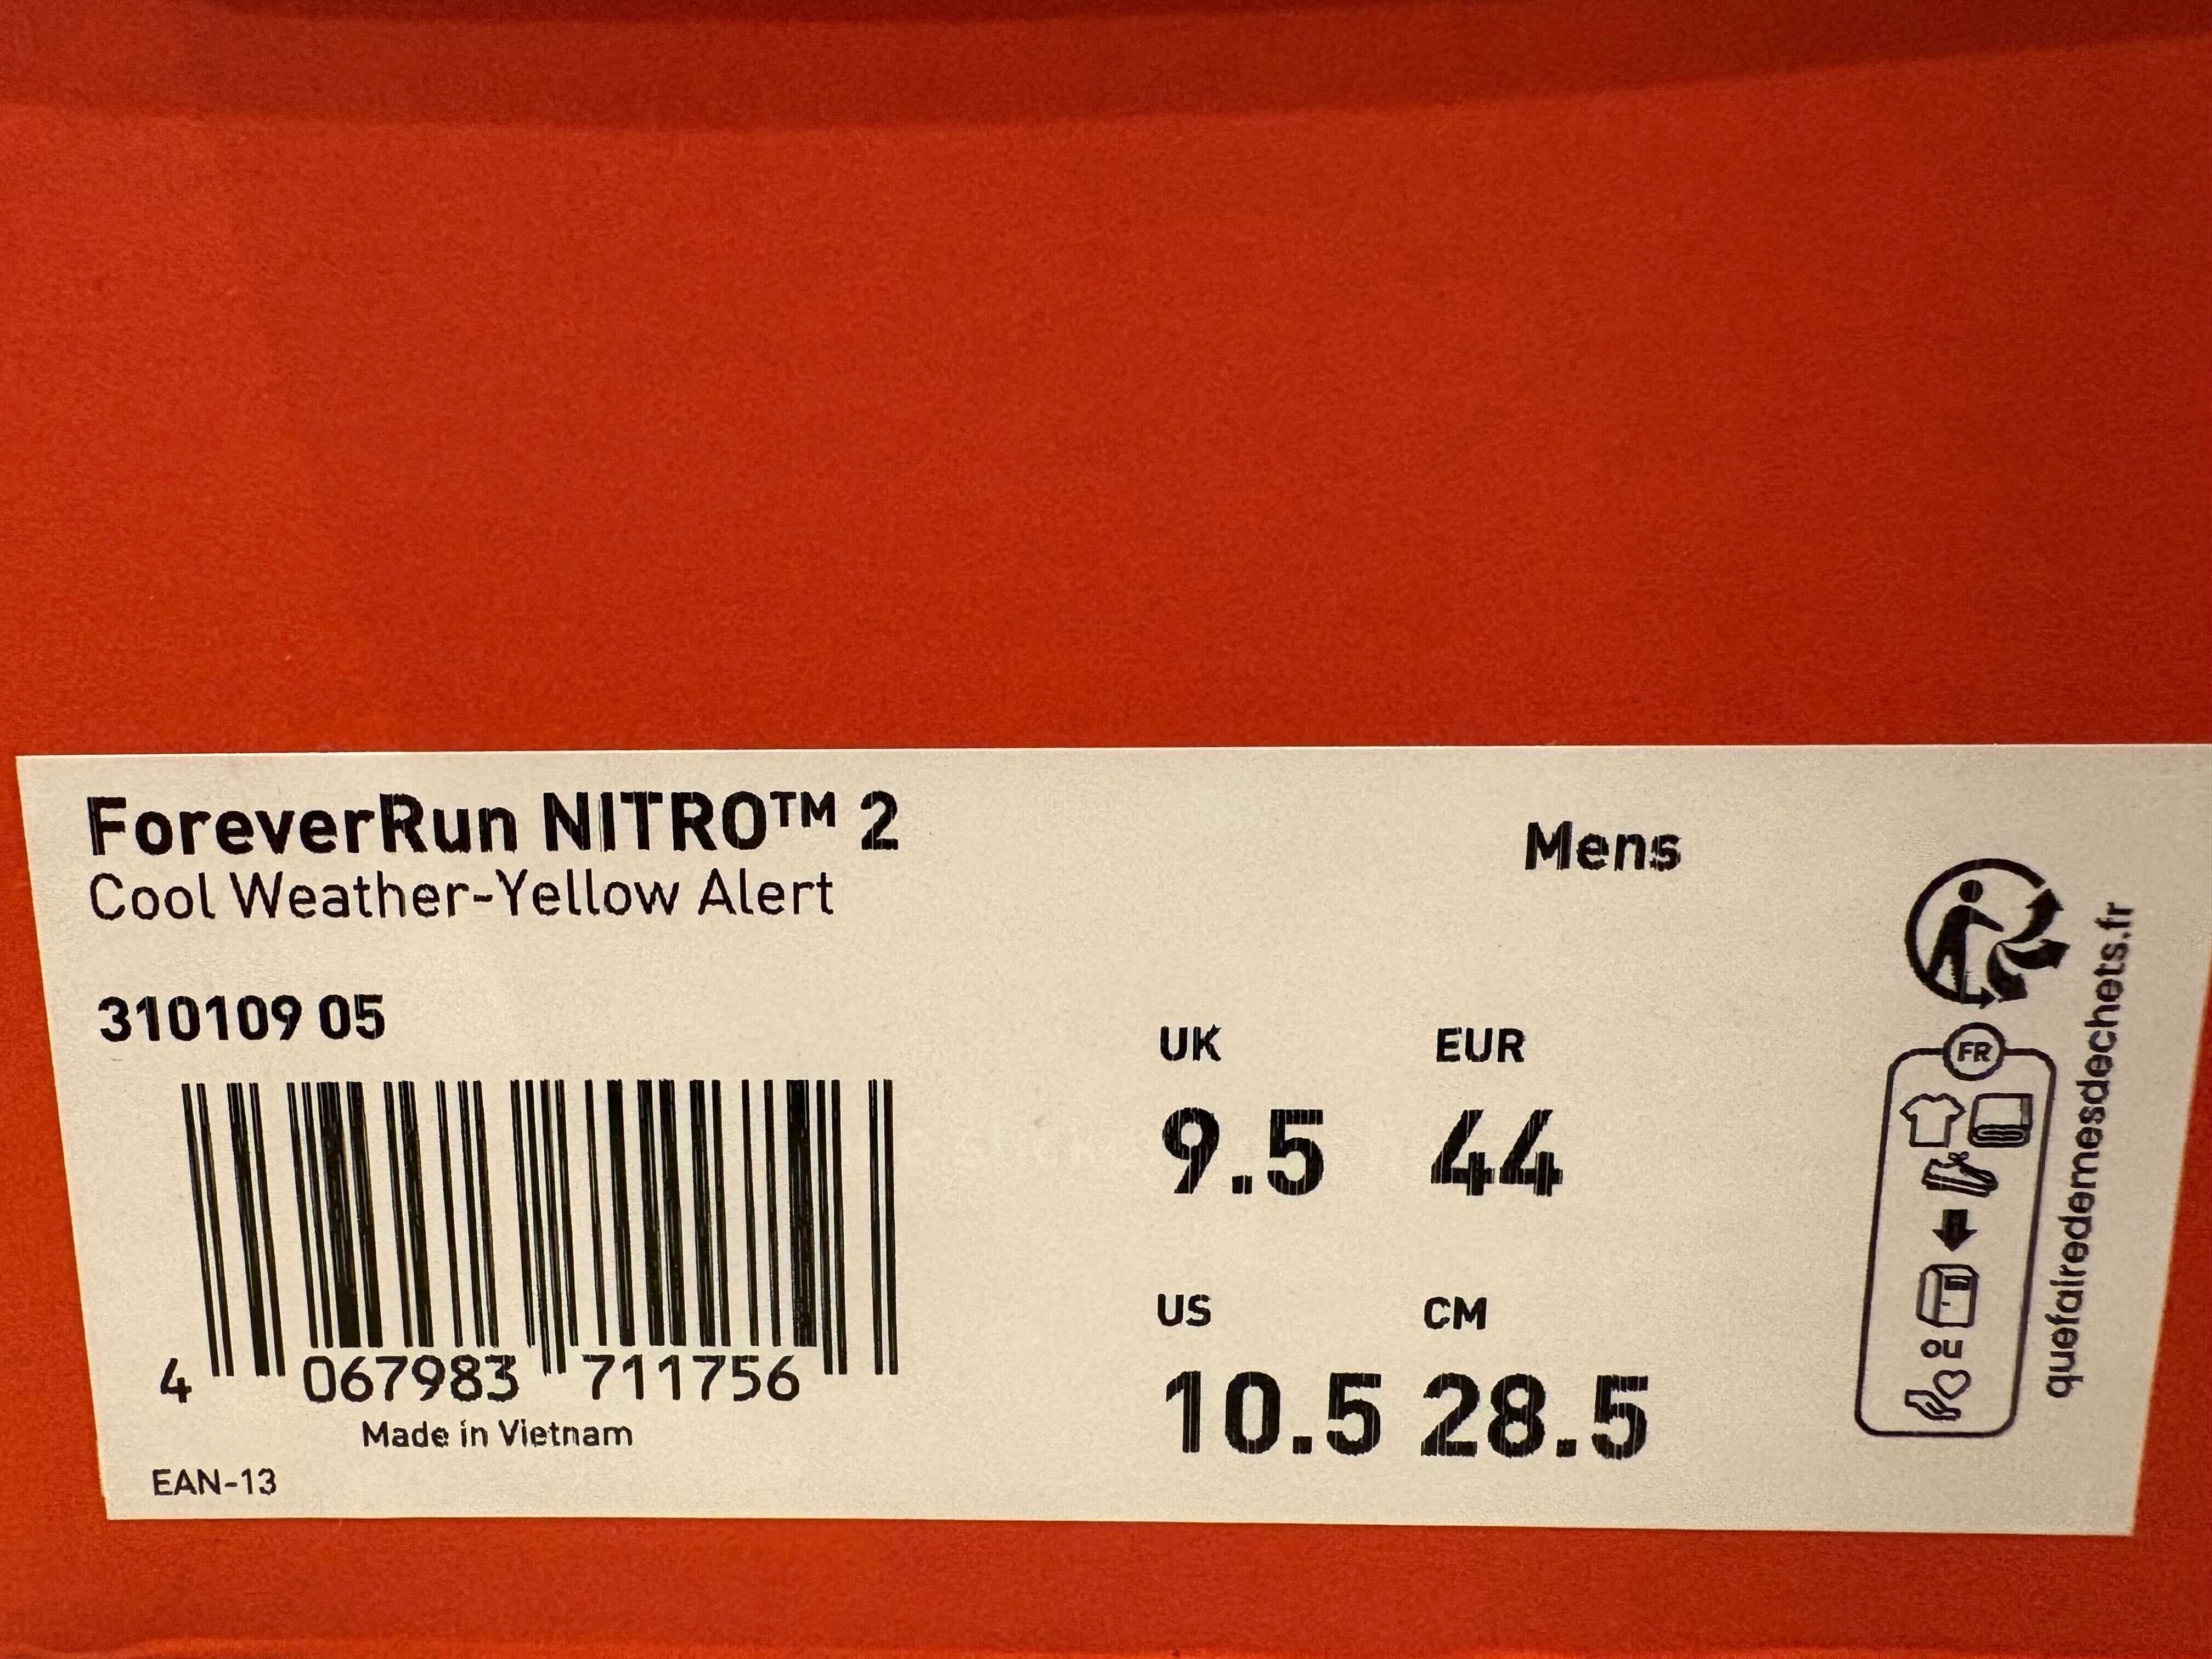 ForeverRun NITRO™ 2
Cool Weather-Yellow Alert
Mens
310109 05
UK EUR
9.5 44
US CM
10.5 28.5
4 067983 711756
Made in Vietnam
EAN-13
FR
OU
quefairedemesdechets.fr